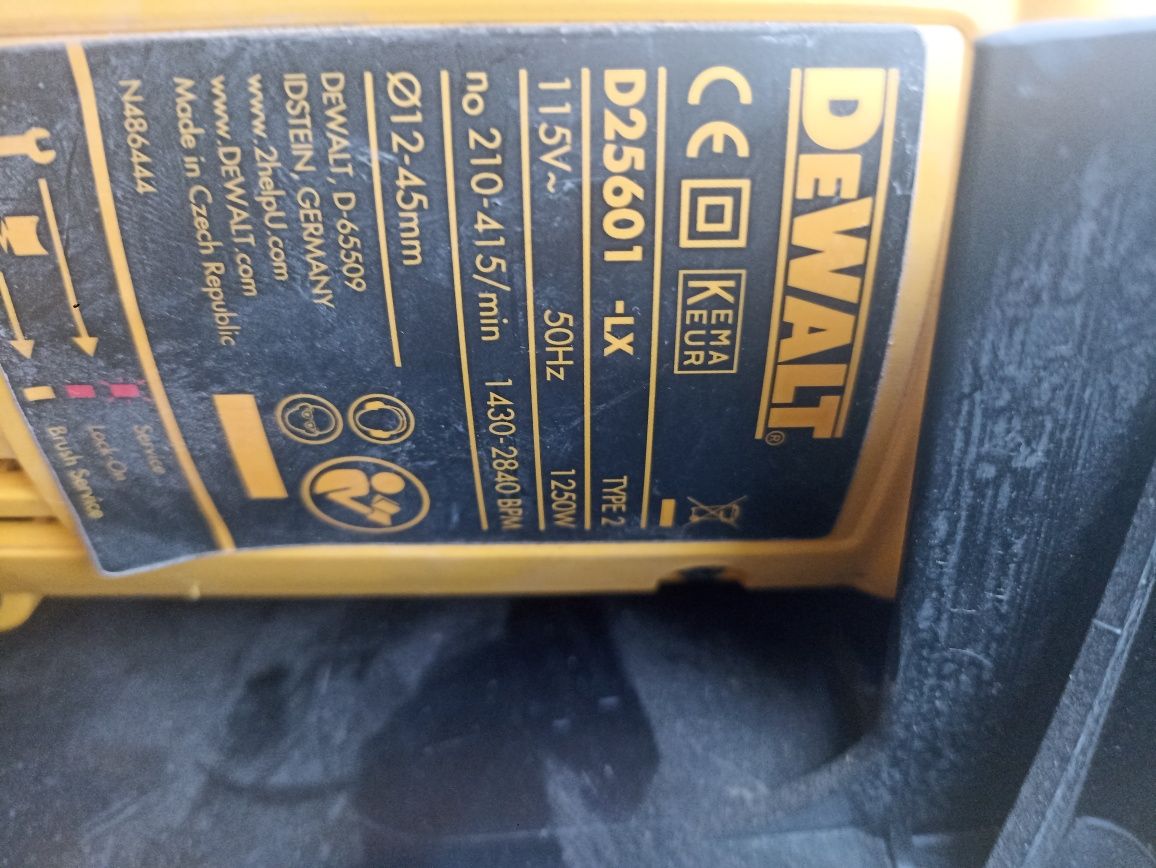 DEWALT®
CE KEMA KEUR
D25601 -LX TYPE 2
115V~ 50Hz 1250W
no 210-415/min 1430-2840 BPM
Ø12-45mm
DEWALT, D-65509
IDSTEIN, GERMANY
www.2helpU.com
www.DEWALT.com
Made in Czech Republic
N486444
Service
Lock On
Brush Service